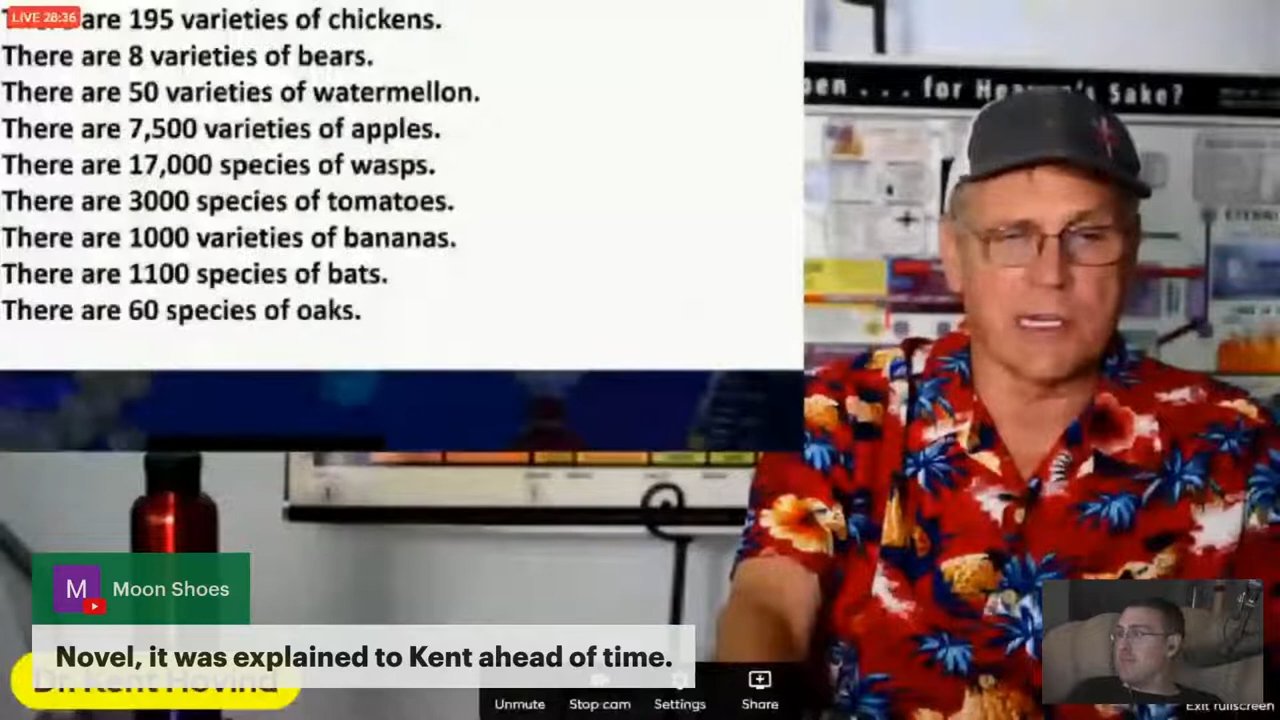 LIVE 28:36
are 195 varieties of chickens.
There are 8 varieties of bears.
There are 50 varieties of watermellon.
There are 7,500 varieties of apples.
There are 17,000 species of wasps.
There are 3000 species of tomatoes.
There are 1000 varieties of bananas.
There are 1100 species of bats.
There are 60 species of oaks.
for Heaven's Sake?
M
Moon Shoes
Novel, it was explained to Kent ahead of time.
Dr. Kent Hovind
Unmute Stop cam Settings Share
Exit fullscreen